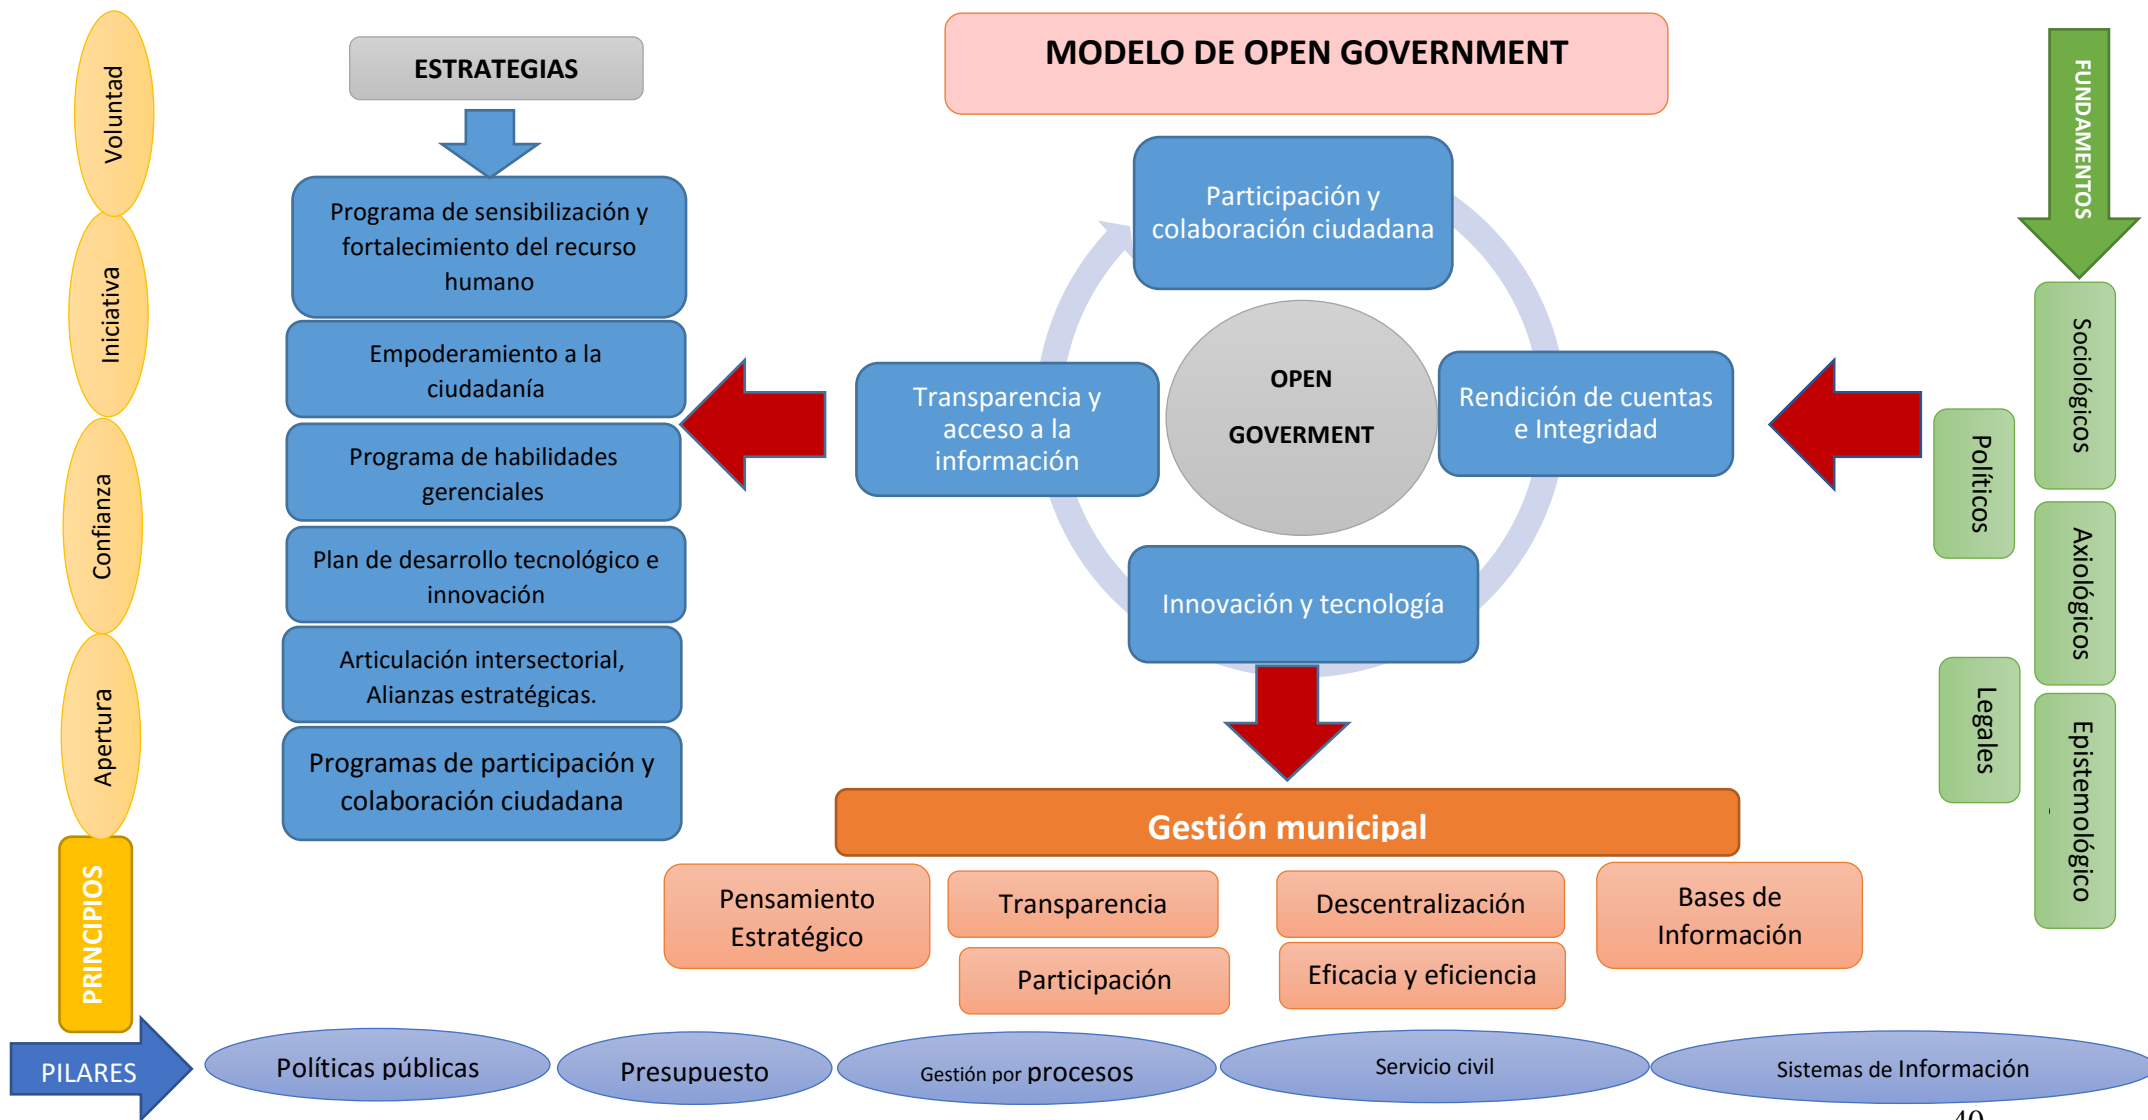 MODELO DE OPEN GOVERNMENT
ESTRATEGIAS
Programa de sensibilización y
fortalecimiento del recurso
humano
Empoderamiento a la
ciudadanía
Programa de habilidades
gerenciales
Plan de desarrollo tecnológico e
innovación
Articulación intersectorial,
Alianzas estratégicas.
Programas de participación y
colaboración ciudadana
Voluntad
Iniciativa
Confianza
Apertura
PRINCIPIOS
Participación y
colaboración ciudadana
Transparencia y
acceso a la
información
OPEN
GOVERMENT
Rendición de cuentas
e Integridad
Innovación y tecnología
FUNDAMENTOS
Sociológicos
Políticos
Axiológicos
Legales
Epistemológico
Gestión municipal
Pensamiento
Estratégico
Transparencia
Participación
Descentralización
Eficacia y eficiencia
Bases de
Información
PILARES
Políticas públicas
Presupuesto
Gestión por procesos
Servicio civil
Sistemas de Información
40